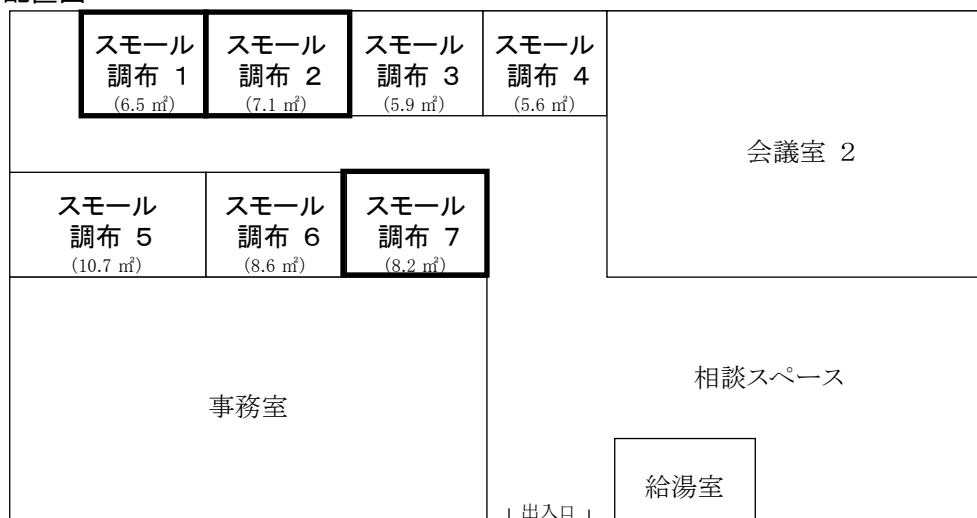 スモール
調布 1
(6.5 ㎡)
スモール
調布 2
(7.1 ㎡)
スモール
調布 3
(5.9 ㎡)
スモール
調布 4
(5.6 ㎡)
会議室 2
スモール
調布 5
(10.7 ㎡)
スモール
調布 6
(8.6 ㎡)
スモール
調布 7
(8.2 ㎡)
相談スペース
事務室
給湯室
出入口